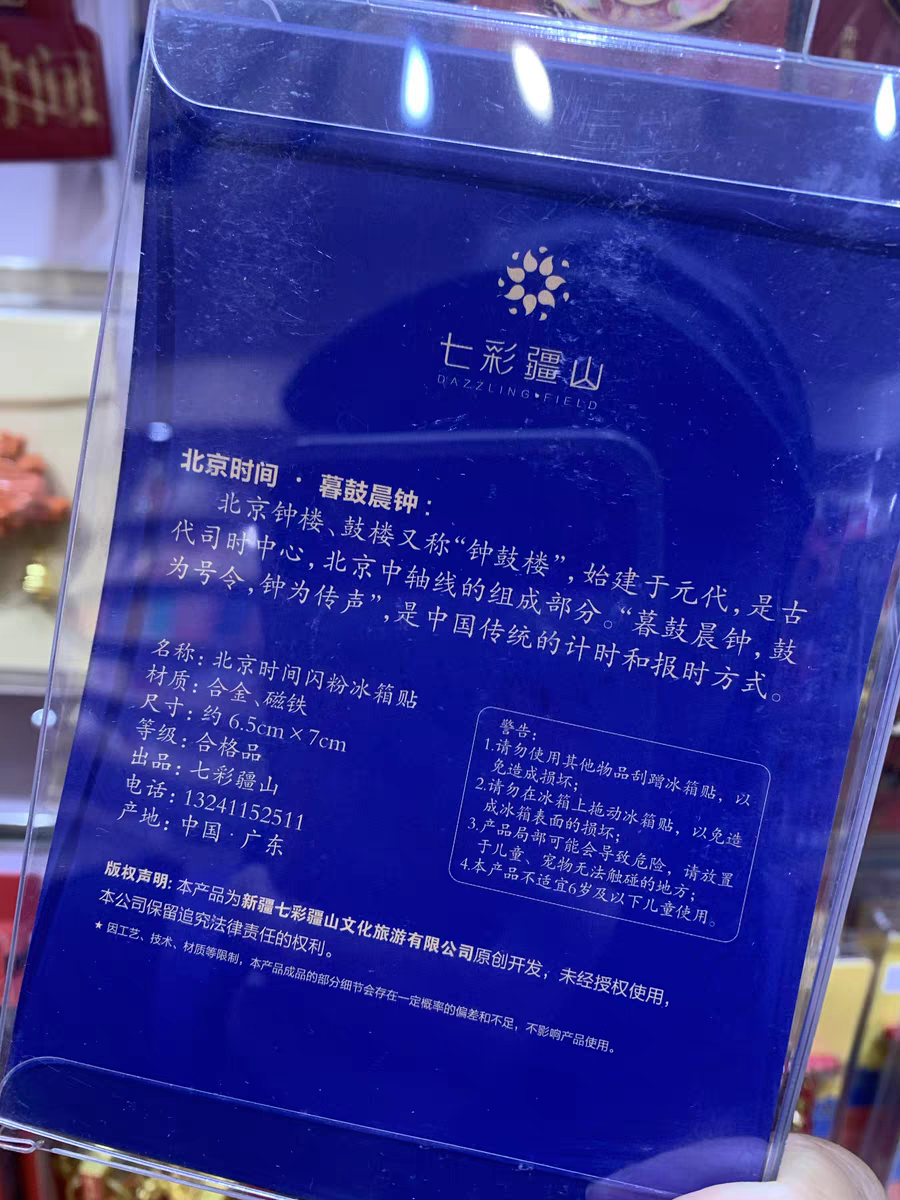 七彩疆山
DAZZLING FIELD
北京时间 · 暮鼓晨钟：
北京钟楼、鼓楼又称“钟鼓楼”，始建于元代，是古
代司时中心，北京中轴线的组成部分。“暮鼓晨钟，鼓
为号令，钟为传声”，是中国传统的计时和报时方式。
名称：北京时间闪粉冰箱贴
材质：合金、磁铁
尺寸：约 6.5cm×7cm
等级：合格品
出品：七彩疆山
电话：13241152511
产地：中国 · 广东
警告：
1.请勿使用其他物品刮蹭冰箱贴，以
免造成损坏；
2.请勿在冰箱上拖动冰箱贴，以免造
成冰箱表面的损坏；
3.产品局部可能会导致危险，请放置
于儿童、宠物无法触碰的地方；
4.本产品不适宜6岁及以下儿童使用。
版权声明: 本产品为新疆七彩疆山文化旅游有限公司原创开发，未经授权使用，
本公司保留追究法律责任的权利。
★ 因工艺、技术、材质等限制，本产品成品的部分细节会存在一定概率的偏差和不足，不影响产品使用。